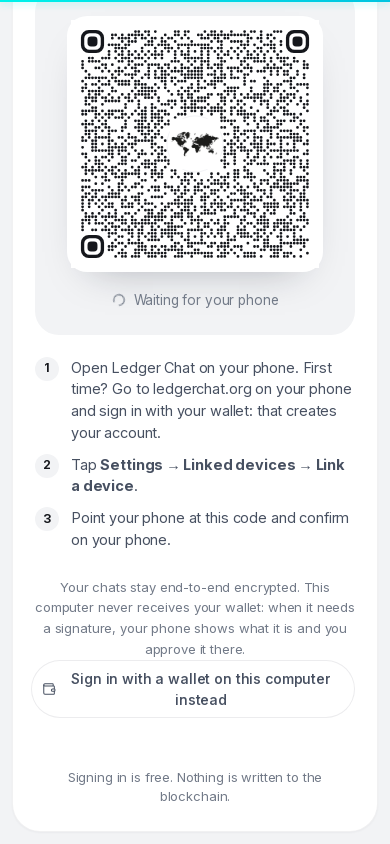 Waiting for your phone
1 Open Ledger Chat on your phone. First
time? Go to ledgerchat.org on your phone
and sign in with your wallet: that creates
your account.
2 Tap Settings → Linked devices → Link
a device.
3 Point your phone at this code and confirm
on your phone.
Your chats stay end-to-end encrypted. This
computer never receives your wallet: when it needs
a signature, your phone shows what it is and you
approve it there.
Sign in with a wallet on this computer
instead
Signing in is free. Nothing is written to the
blockchain.